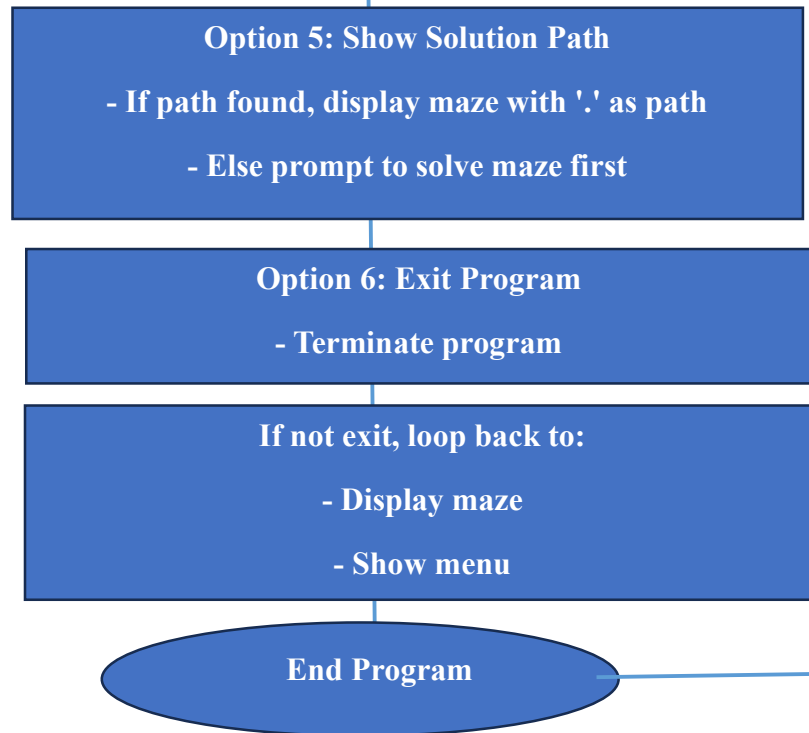 Option 5: Show Solution Path
- If path found, display maze with '.' as path
- Else prompt to solve maze first
Option 6: Exit Program
- Terminate program
If not exit, loop back to:
- Display maze
- Show menu
End Program